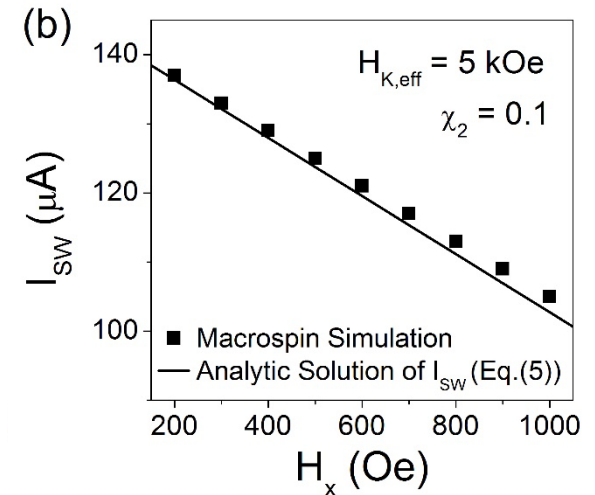 (b)
H_K,eff = 5 kOe
χ_2 = 0.1
140
120
100
I_SW (μA)
Macrospin Simulation
Analytic Solution of I_SW (Eq.(5))
200 400 600 800 1000
H_x (Oe)